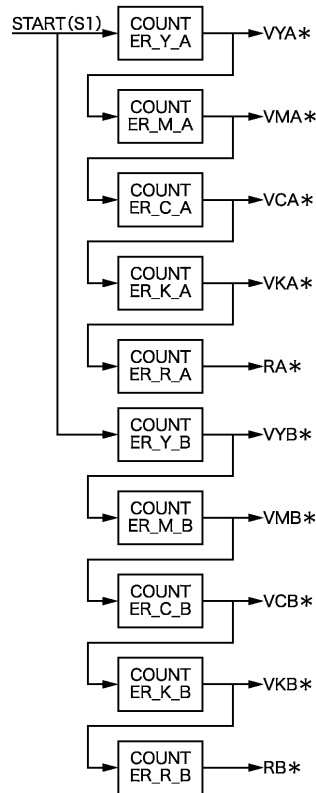 START(S1)
COUNT
ER_Y_A
VYA*
COUNT
ER_M_A
VMA*
COUNT
ER_C_A
VCA*
COUNT
ER_K_A
VKA*
COUNT
ER_R_A
RA*
COUNT
ER_Y_B
VYB*
COUNT
ER_M_B
VMB*
COUNT
ER_C_B
VCB*
COUNT
ER_K_B
VKB*
COUNT
ER_R_B
RB*